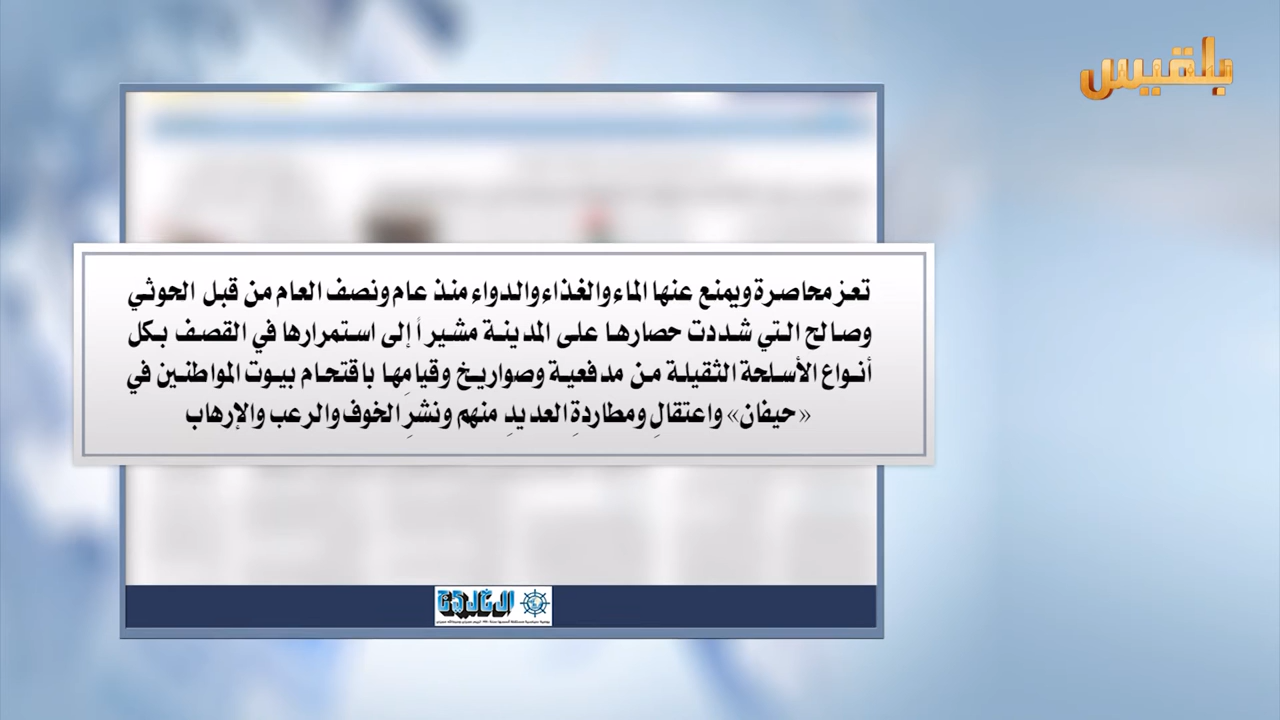 بلقيس
تعز محاصرة ويمنع عنها الماء والغذاء والدواء منذ عام ونصف العام من قبل الحوثي
وصالح التي شددت حصارها على المدينة مشيراً إلى استمرارها في القصف بكل
أنواع الأسلحة الثقيلة من مدفعية وصواريخ وقيامها باقتحام بيوت المواطنين في
«حيفان» واعتقالِ ومطاردةِ العديدِ منهم ونشرِ الخوف والرعب والإرهاب
الخليج